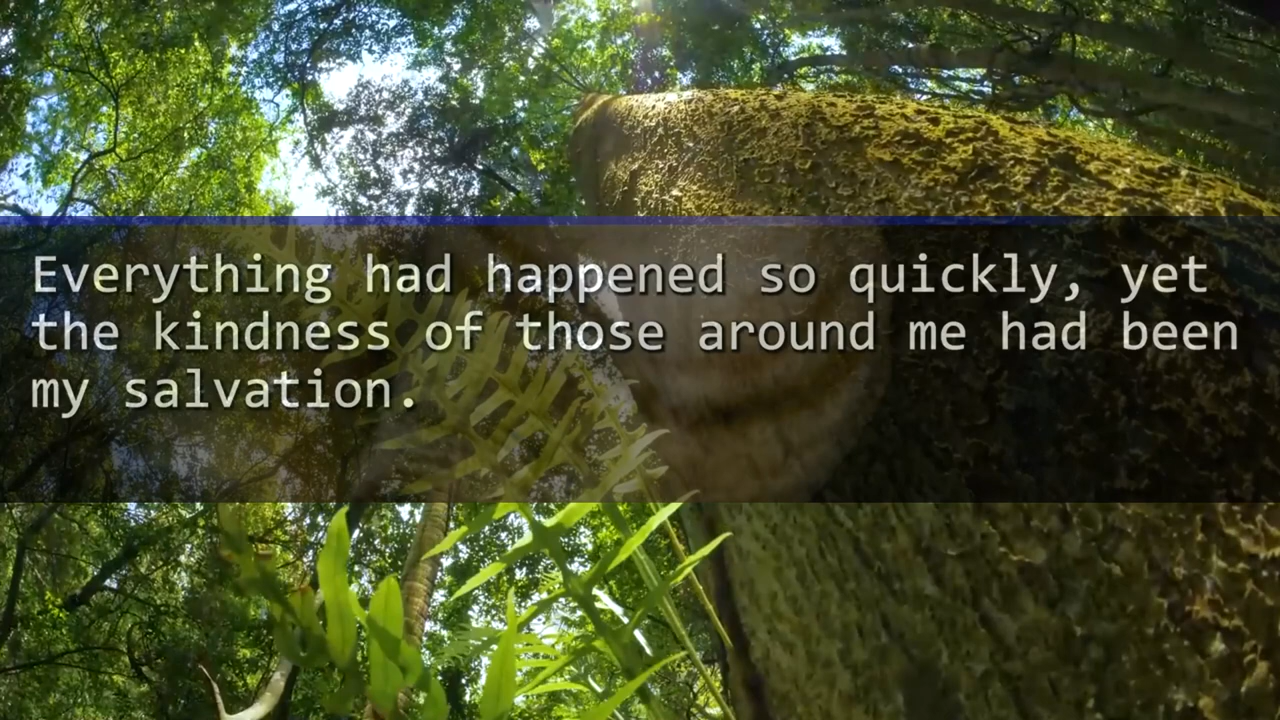 Everything had happened so quickly, yet
the kindness of those around me had been
my salvation.